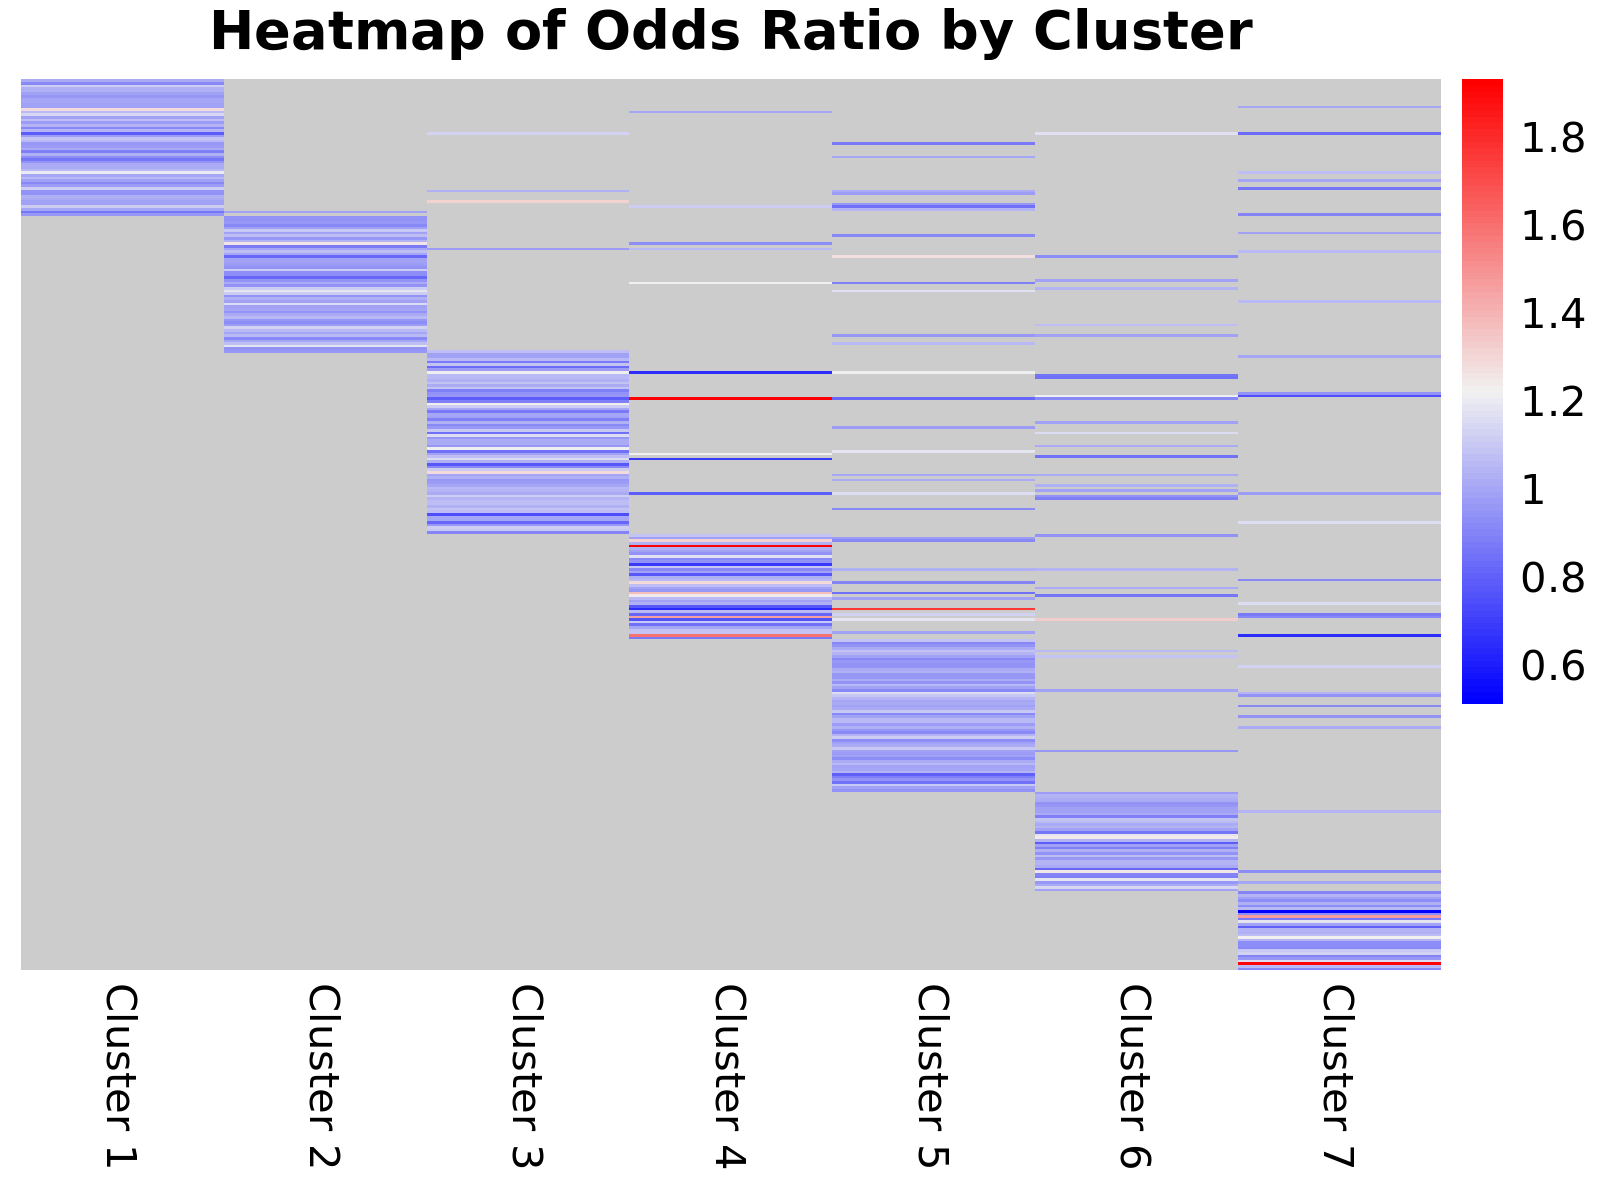 Heatmap of Odds Ratio by Cluster
1.8
1.6
1.4
1.2
1
0.8
0.6
Cluster 1
Cluster 2
Cluster 3
Cluster 4
Cluster 5
Cluster 6
Cluster 7